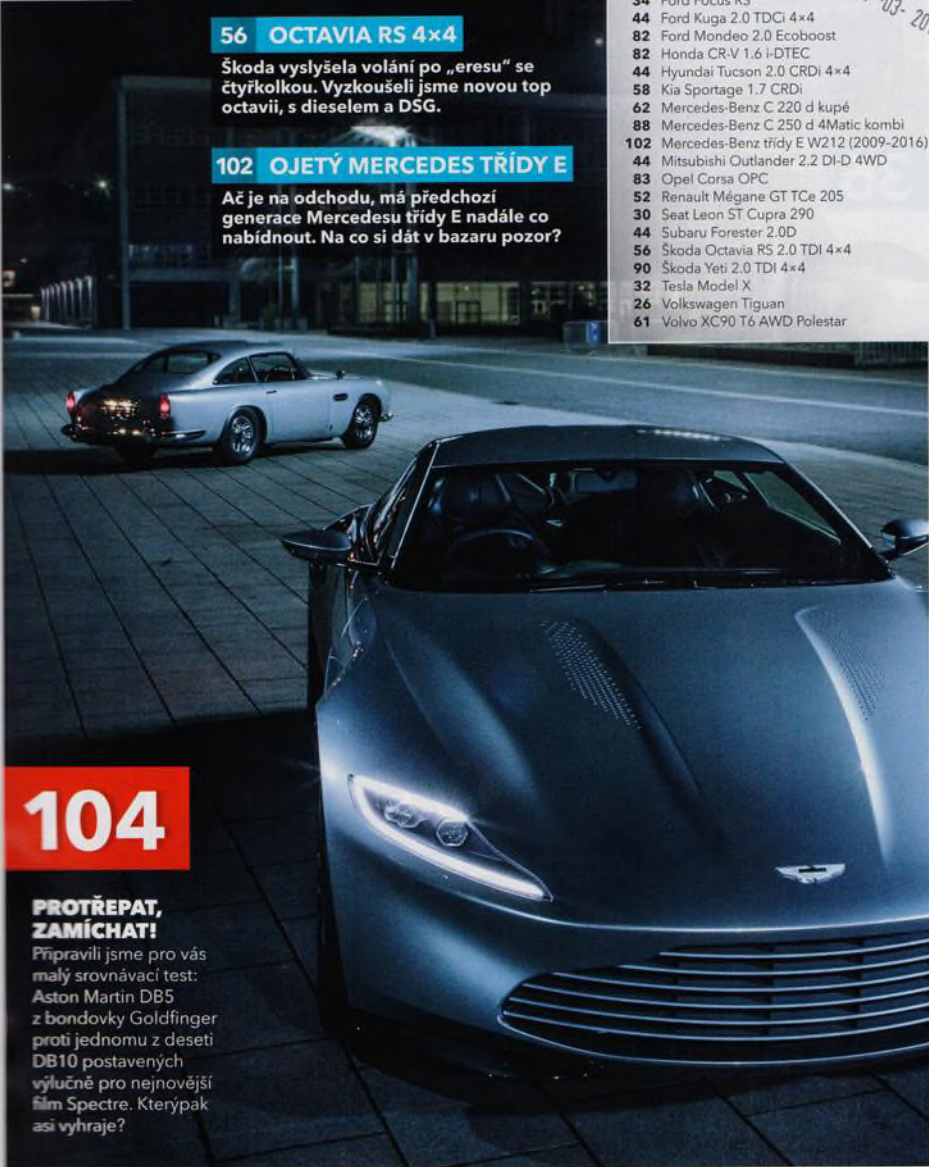 56 OCTAVIA RS 4×4
Škoda vyslyšela volání po „eresu“ se
čtyřkolkou. Vyzkoušeli jsme novou top
octavii, s dieselem a DSG.
102 OJETÝ MERCEDES TŘÍDY E
Ač je na odchodu, má předchozí
generace Mercedesu třídy E nadále co
nabídnout. Na co si dát v bazaru pozor?
34 Ford Focus RS
44 Ford Kuga 2.0 TDCi 4×4
82 Ford Mondeo 2.0 Ecoboost
82 Honda CR-V 1.6 i-DTEC
44 Hyundai Tucson 2.0 CRDi 4×4
58 Kia Sportage 1.7 CRDi
62 Mercedes-Benz C 220 d kupé
88 Mercedes-Benz C 250 d 4Matic kombi
102 Mercedes-Benz třídy E W212 (2009-2016)
44 Mitsubishi Outlander 2.2 DI-D 4WD
83 Opel Corsa OPC
52 Renault Mégane GT TCe 205
30 Seat Leon ST Cupra 290
44 Subaru Forester 2.0D
56 Škoda Octavia RS 2.0 TDI 4×4
90 Škoda Yeti 2.0 TDI 4×4
32 Tesla Model X
26 Volkswagen Tiguan
61 Volvo XC90 T6 AWD Polestar
104
PROTŘEPAT,
ZAMÍCHAT!
Připravili jsme pro vás
malý srovnávací test:
Aston Martin DB5
z bondovky Goldfinger
proti jednomu z deseti
DB10 postavených
výlučně pro nejnovější
film Spectre. Kterýpak
asi vyhraje?